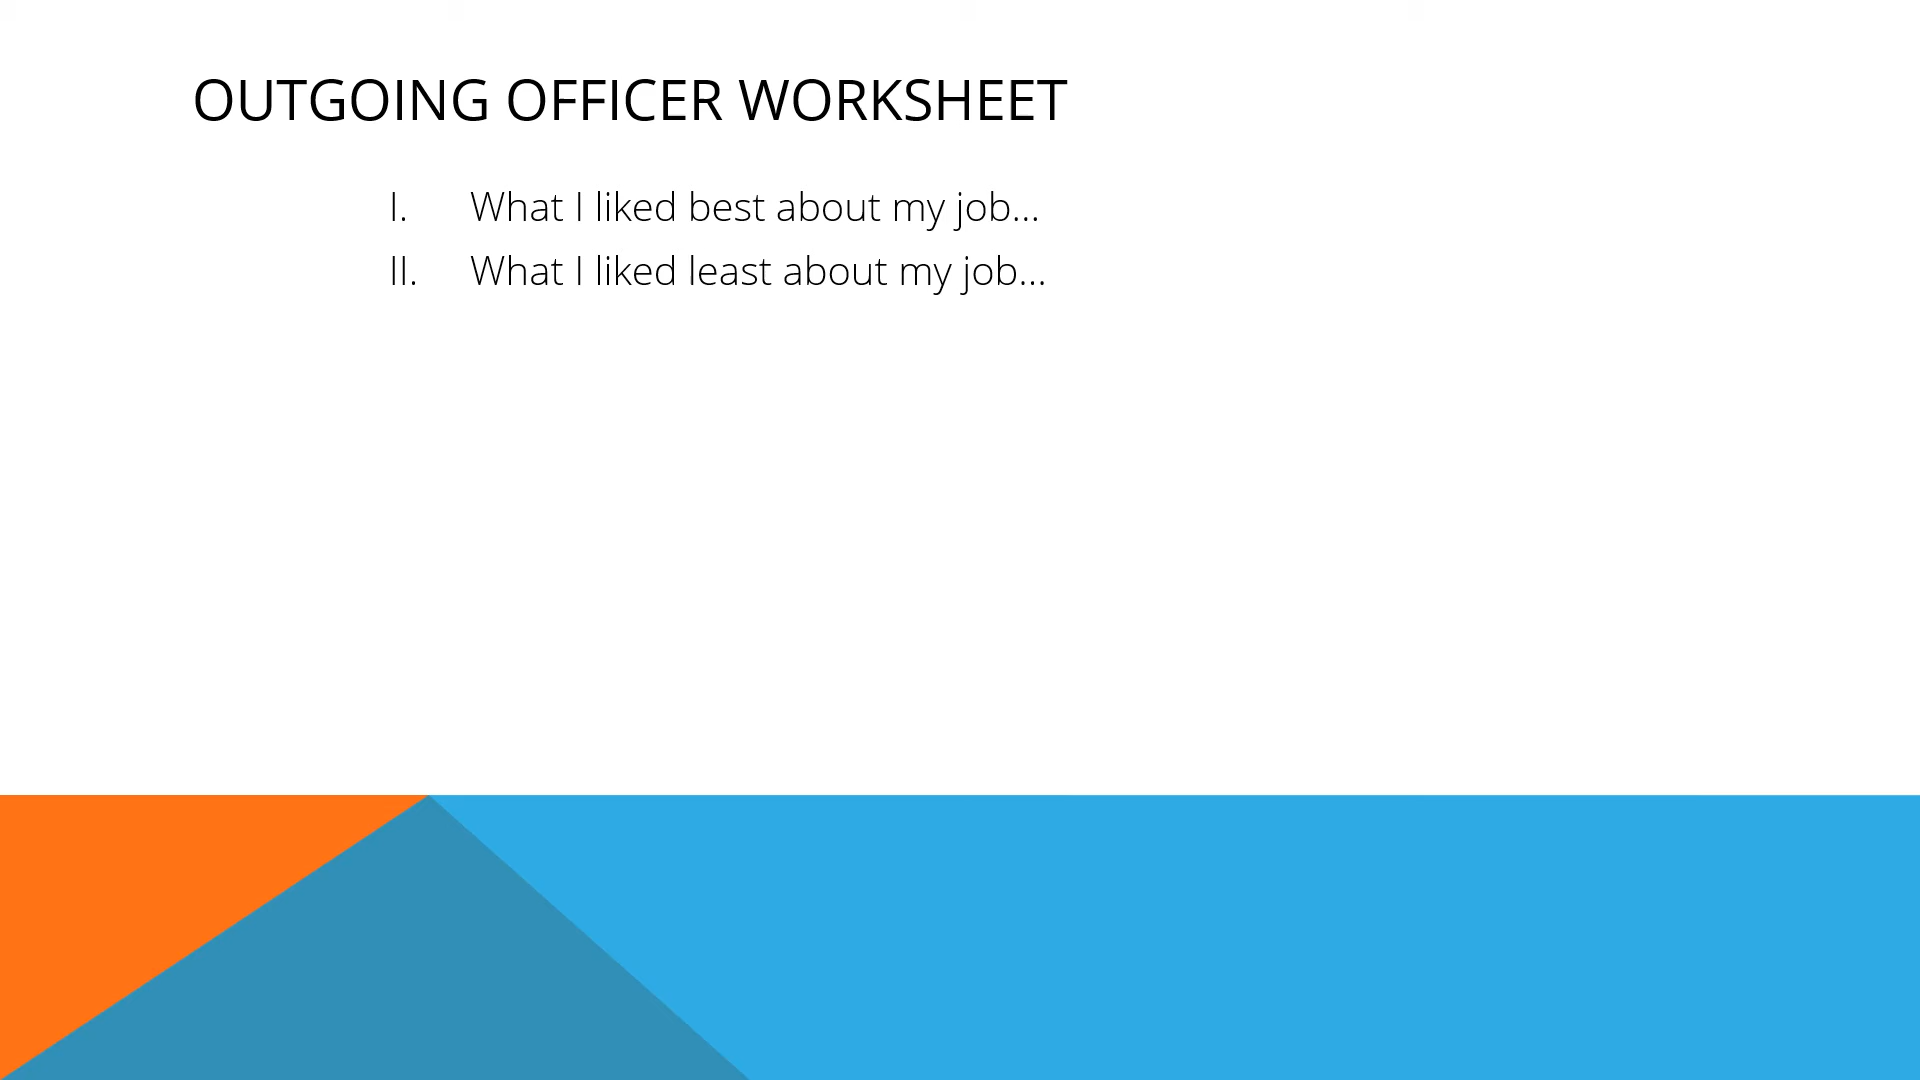 OUTGOING OFFICER WORKSHEET
I. What I liked best about my job...
II. What I liked least about my job...